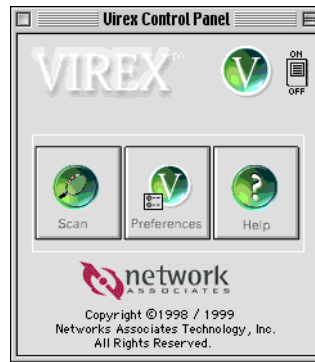 Virex Control Panel
VIREX
V
ON
OFF
V
?
Scan
Preferences
Help
network
ASSOCIATES
Copyright ©1998 / 1999
Networks Associates Technology, Inc.
All Rights Reserved.